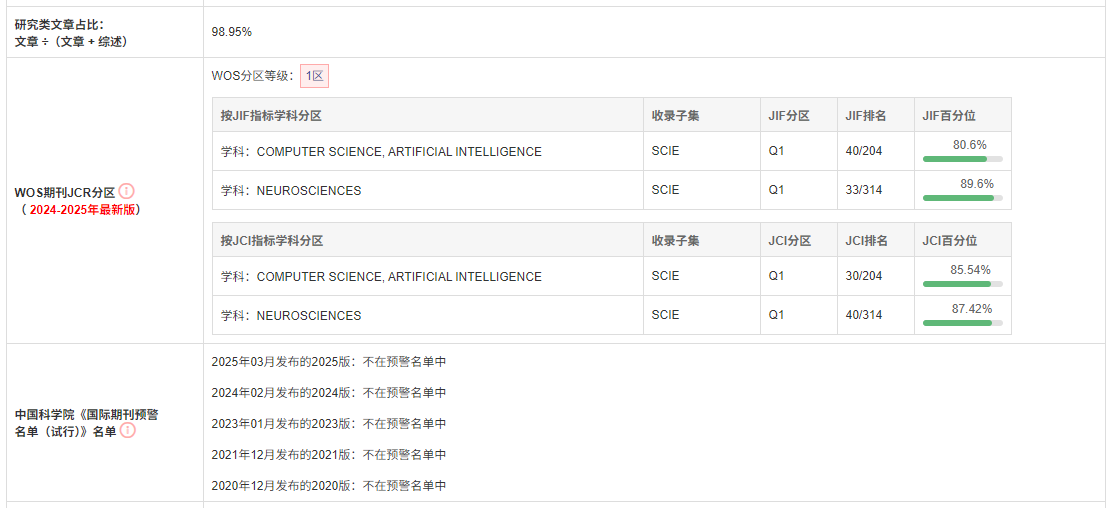 研究类文章占比：
文章 ÷（文章 + 综述）
98.95%
WOS期刊JCR分区
（ 2024-2025年最新版）
WOS分区等级： 1区
按JIF指标学科分区 收录子集 JIF分区 JIF排名 JIF百分位
学科：COMPUTER SCIENCE, ARTIFICIAL INTELLIGENCE SCIE Q1 40/204 80.6%
学科：NEUROSCIENCES SCIE Q1 33/314 89.6%
按JCI指标学科分区 收录子集 JCI分区 JCI排名 JCI百分位
学科：COMPUTER SCIENCE, ARTIFICIAL INTELLIGENCE SCIE Q1 30/204 85.54%
学科：NEUROSCIENCES SCIE Q1 40/314 87.42%
中国科学院《国际期刊预警
名单（试行）》名单
2025年03月发布的2025版：不在预警名单中
2024年02月发布的2024版：不在预警名单中
2023年01月发布的2023版：不在预警名单中
2021年12月发布的2021版：不在预警名单中
2020年12月发布的2020版：不在预警名单中